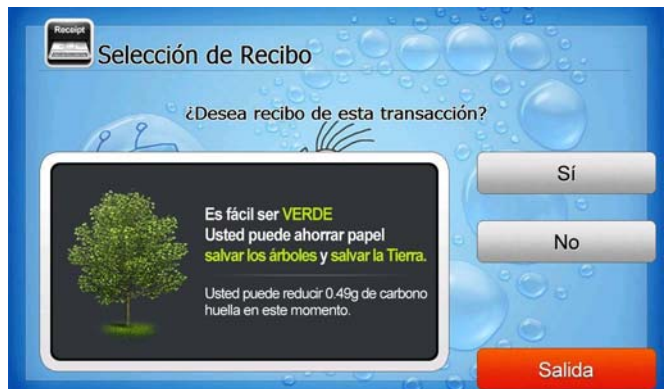 Receipt
Selección de Recibo
¿Desea recibo de esta transacción?
Es fácil ser VERDE
Usted puede ahorrar papel
salvar los árboles y salvar la Tierra.
Usted puede reducir 0.49g de carbono
huella en este momento.
Sí
No
Salida